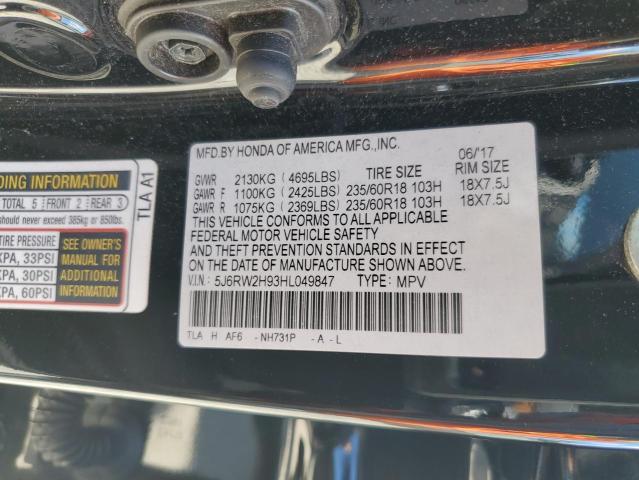 MFD.BY HONDA OF AMERICA MFG.,INC.
06/'17
GVWR 2130KG (4695LBS) TIRE SIZE RIM SIZE
GAWR F 1100KG (2425LBS) 235/60R18 103H 18X7.5J
GAWR R 1075KG (2369LBS) 235/60R18 103H 18X7.5J
THIS VEHICLE CONFORMS TO ALL APPLICABLE
FEDERAL MOTOR VEHICLE SAFETY
AND THEFT PREVENTION STANDARDS IN EFFECT
ON THE DATE OF MANUFACTURE SHOWN ABOVE.
V.I.N.: 5J6RW2H93HL049847 TYPE: MPV
TLA H AF6 -NH731P -A-L
TLA A1
DING INFORMATION
TOTAL 5 FRONT 2 REAR 3
hould never exceed 385kg or 850lbs.
TIRE PRESSURE
KPA, 33PSI
KPA, 30PSI
KPA, 60PSI
SEE OWNER'S
MANUAL FOR
ADDITIONAL
INFORMATION